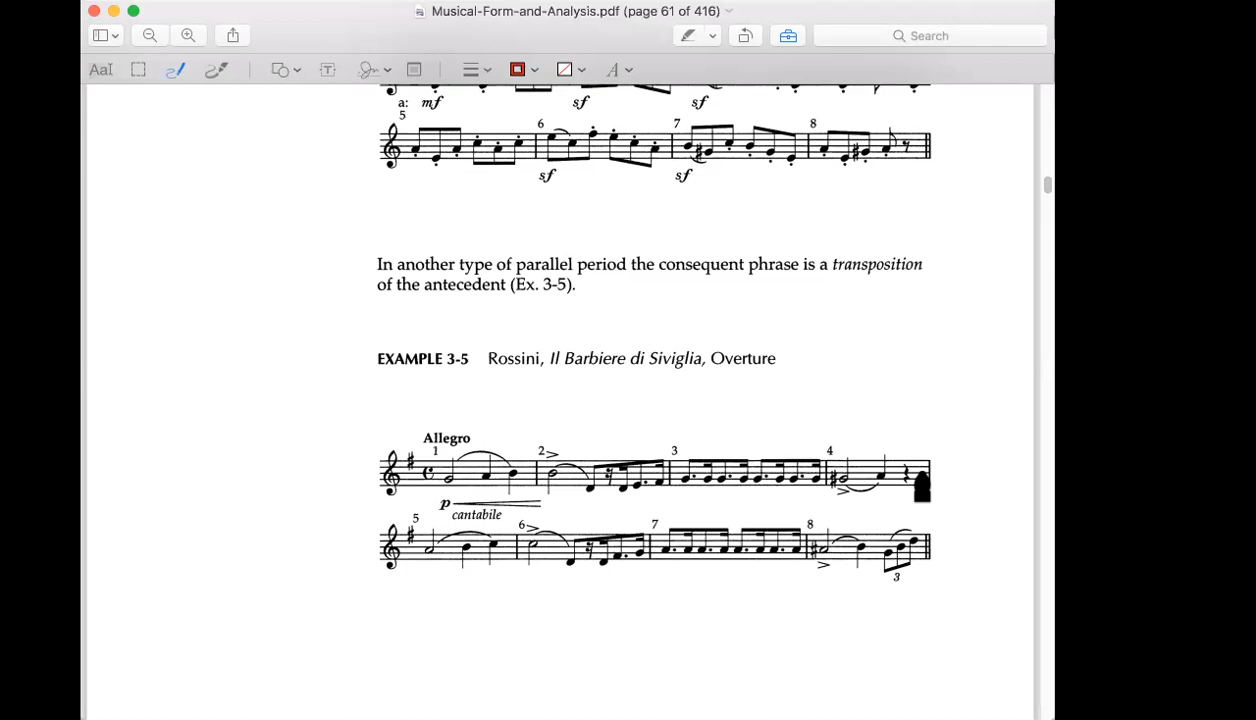 Musical-Form-and-Analysis.pdf (page 61 of 416)
Search
AaI
T
A
a: mf sf sf
5 6 7 8
sf sf
In another type of parallel period the consequent phrase is a transposition
of the antecedent (Ex. 3-5).
EXAMPLE 3-5 Rossini, Il Barbiere di Siviglia, Overture
Allegro
1 2 3 4
p
cantabile
5 6 7 8
3